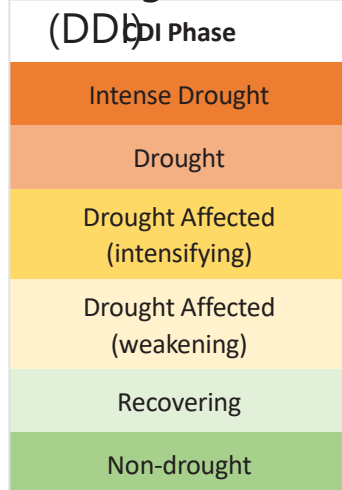 (DDI)
CDI Phase
Intense Drought
Drought
Drought Affected
(intensifying)
Drought Affected
(weakening)
Recovering
Non-drought